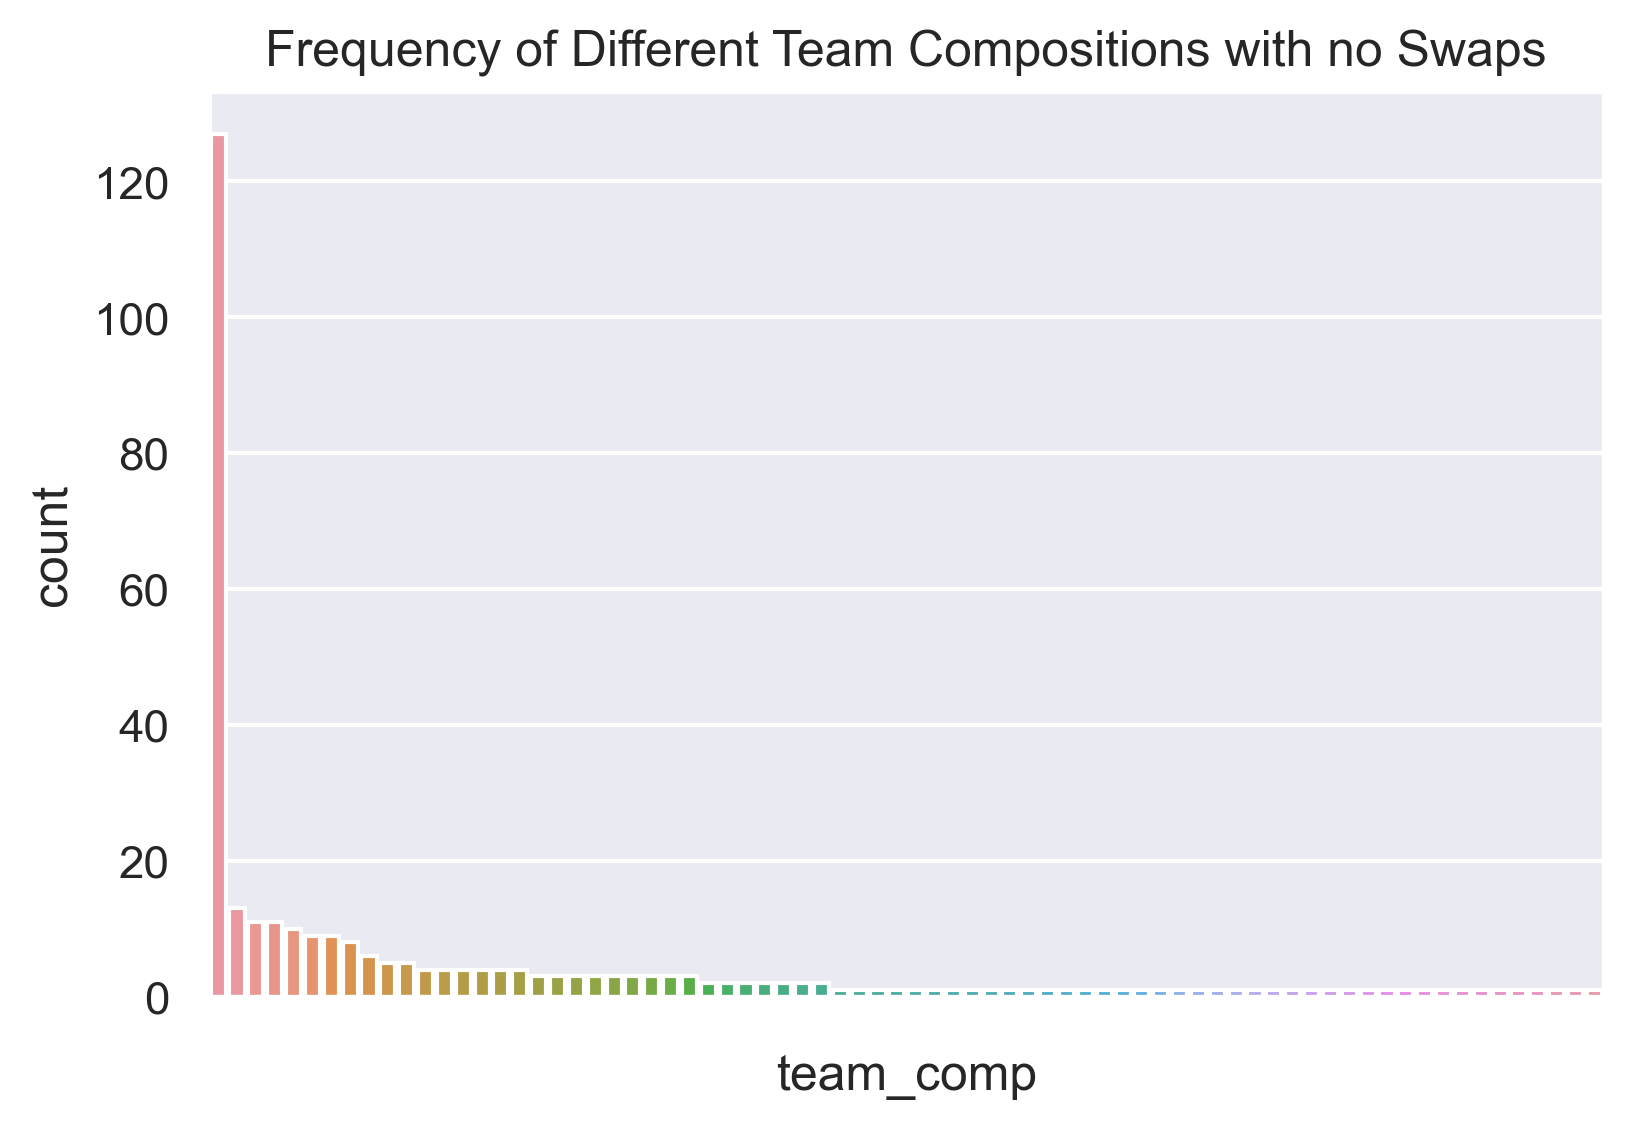 Frequency of Different Team Compositions with no Swaps
120
100
80
60
40
20
0
count
team_comp